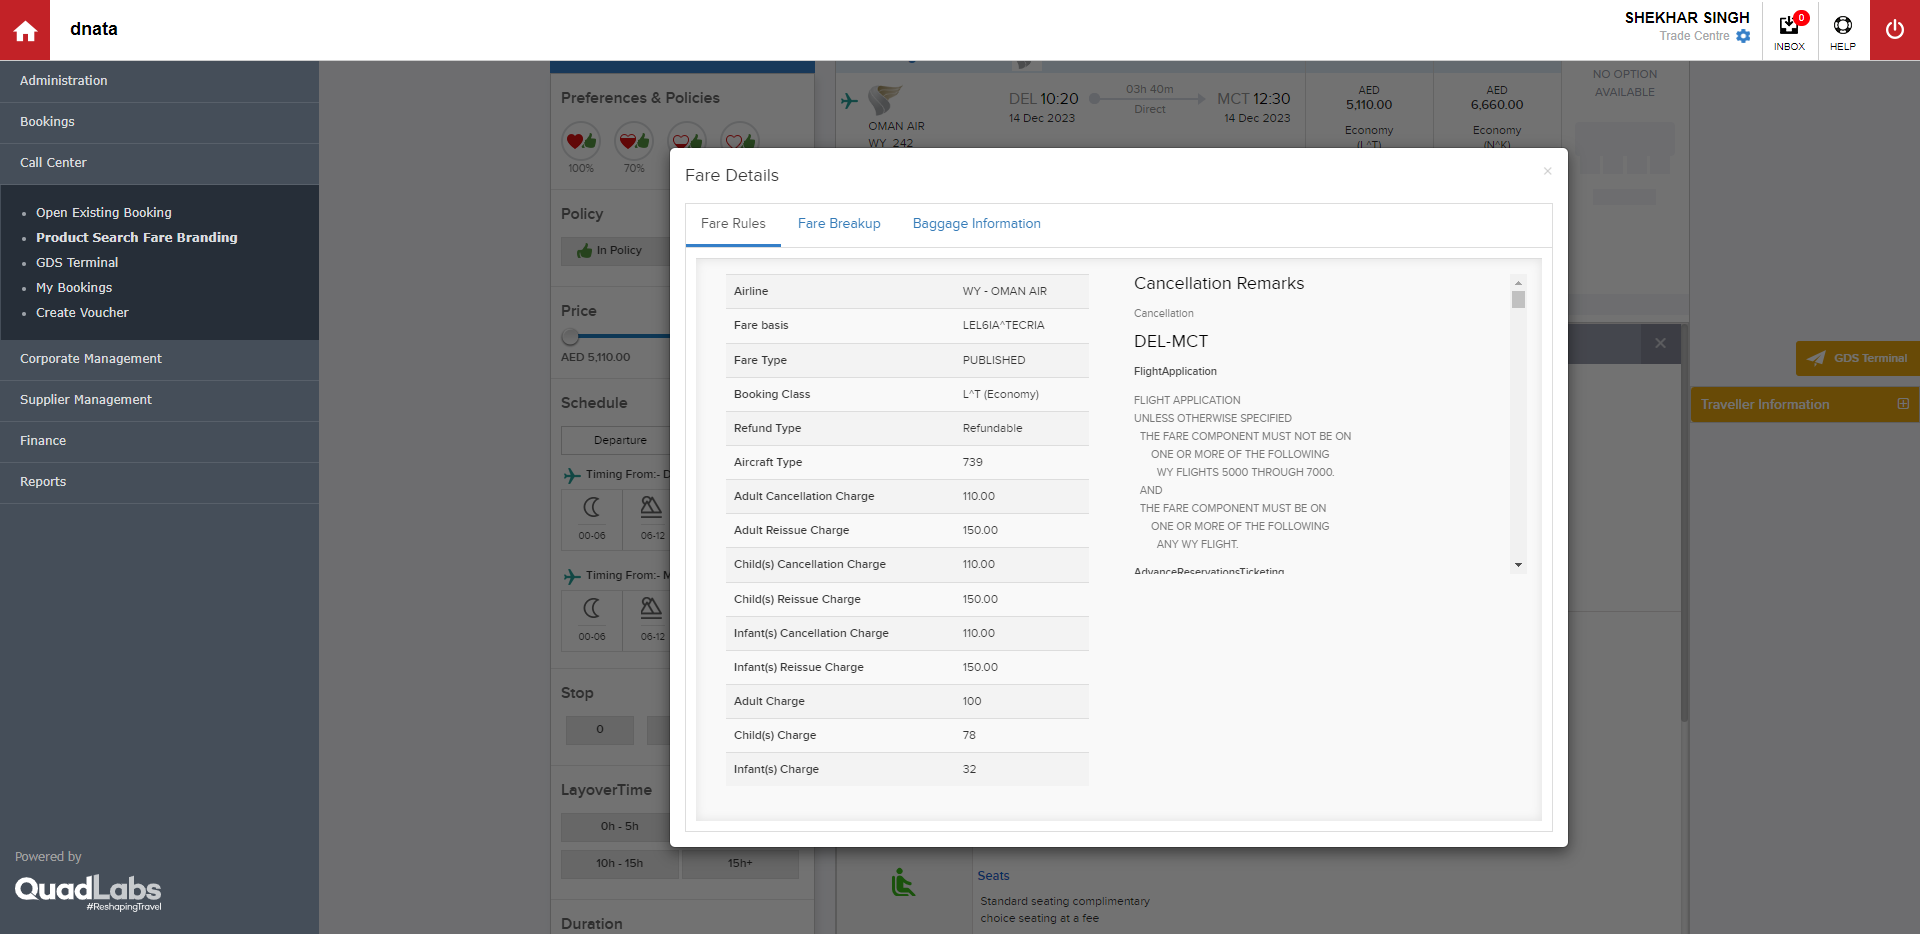 dnata
SHEKHAR SINGH
Trade Centre
0
INBOX
HELP
Administration
Bookings
Call Center
Open Existing Booking
Product Search Fare Branding
GDS Terminal
My Bookings
Create Voucher
Corporate Management
Supplier Management
Finance
Reports
Powered by
QuadLabs
#ReshapingTravel
Preferences & Policies
100%
70%
Policy
In Policy
Price
AED 5,110.00
Schedule
Departure
Timing From:- D
00-06
06-12
Timing From:- M
00-06
06-12
Stop
0
LayoverTime
0h - 5h
10h - 15h
15h+
Duration
OMAN AIR
WY 242
DEL 10:20
14 Dec 2023
03h 40m
Direct
MCT 12:30
14 Dec 2023
AED
5,110.00
Economy
(L^T)
AED
6,660.00
Economy
(N^K)
NO OPTION
AVAILABLE
Fare Details
×
Fare Rules
Fare Breakup
Baggage Information
Airline WY - OMAN AIR
Fare basis LEL6IA^TECRIA
Fare Type PUBLISHED
Booking Class L^T (Economy)
Refund Type Refundable
Aircraft Type 739
Adult Cancellation Charge 110.00
Adult Reissue Charge 150.00
Child(s) Cancellation Charge 110.00
Child(s) Reissue Charge 150.00
Infant(s) Cancellation Charge 110.00
Infant(s) Reissue Charge 150.00
Adult Charge 100
Child(s) Charge 78
Infant(s) Charge 32
Cancellation Remarks
Cancellation
DEL-MCT
FlightApplication
FLIGHT APPLICATION
UNLESS OTHERWISE SPECIFIED
THE FARE COMPONENT MUST NOT BE ON
ONE OR MORE OF THE FOLLOWING
WY FLIGHTS 5000 THROUGH 7000.
AND
THE FARE COMPONENT MUST BE ON
ONE OR MORE OF THE FOLLOWING
ANY WY FLIGHT.
AdvanceReservationsTicketing
GDS Terminal
Traveller Information
Seats
Standard seating complimentary
choice seating at a fee